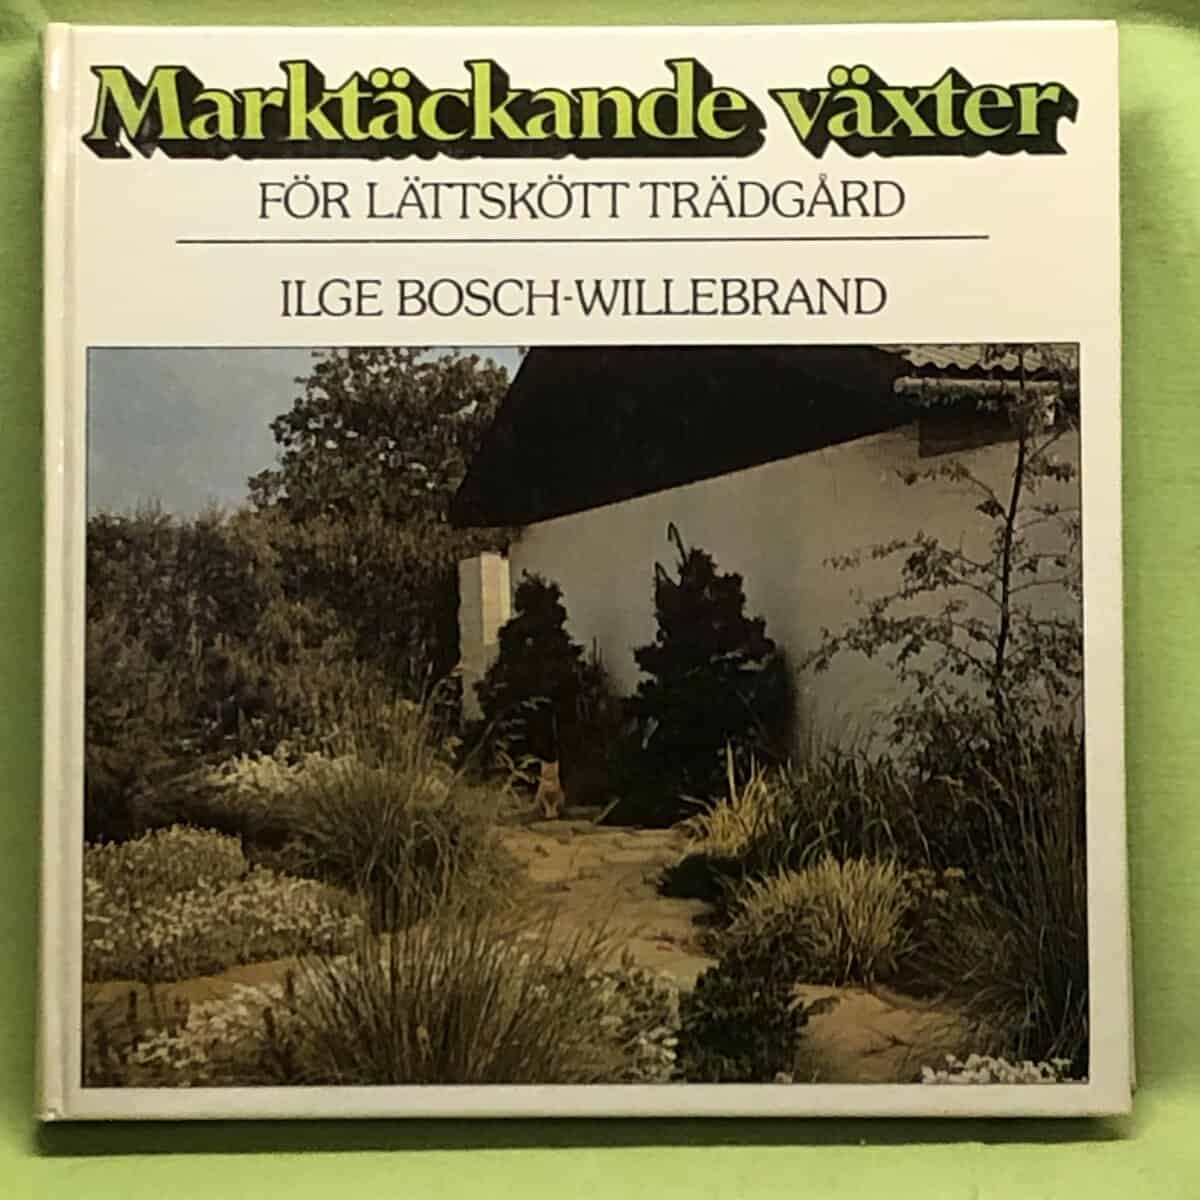 Marktäckande växter
FÖR LÄTTSKÖTT TRÄDGÅRD
ILGE BOSCH-WILLEBRAND